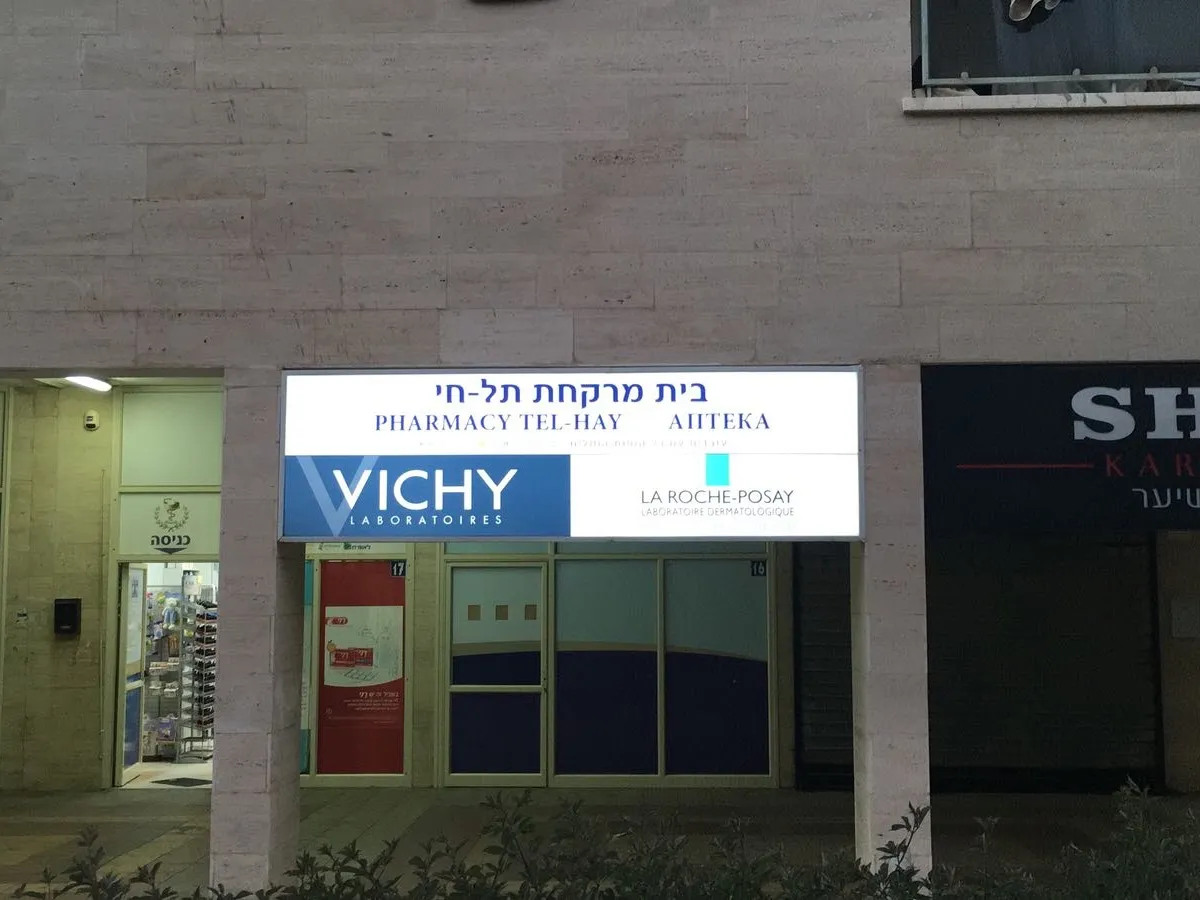 בית מרקחת תל-חי
PHARMACY TEL-HAY АПТЕКА
VICHY
LABORATOIRES
LA ROCHE-POSAY
LABORATOIRE DERMATOLOGIQUE
SH
KAR
שיער
כניסה
17
16